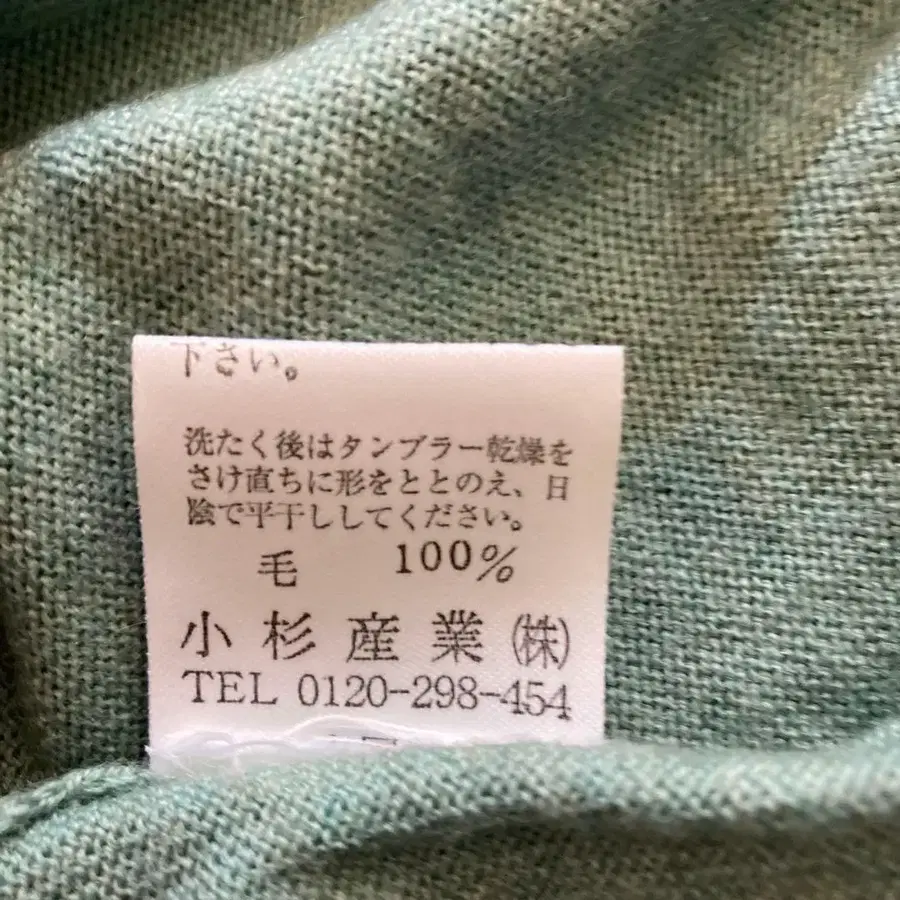 下さい。
洗たく後はタンブラー乾燥を
さけ直ちに形をととのえ、日
陰で平干ししてください。
毛 100%
小杉産業㈱
TEL 0120-298-454